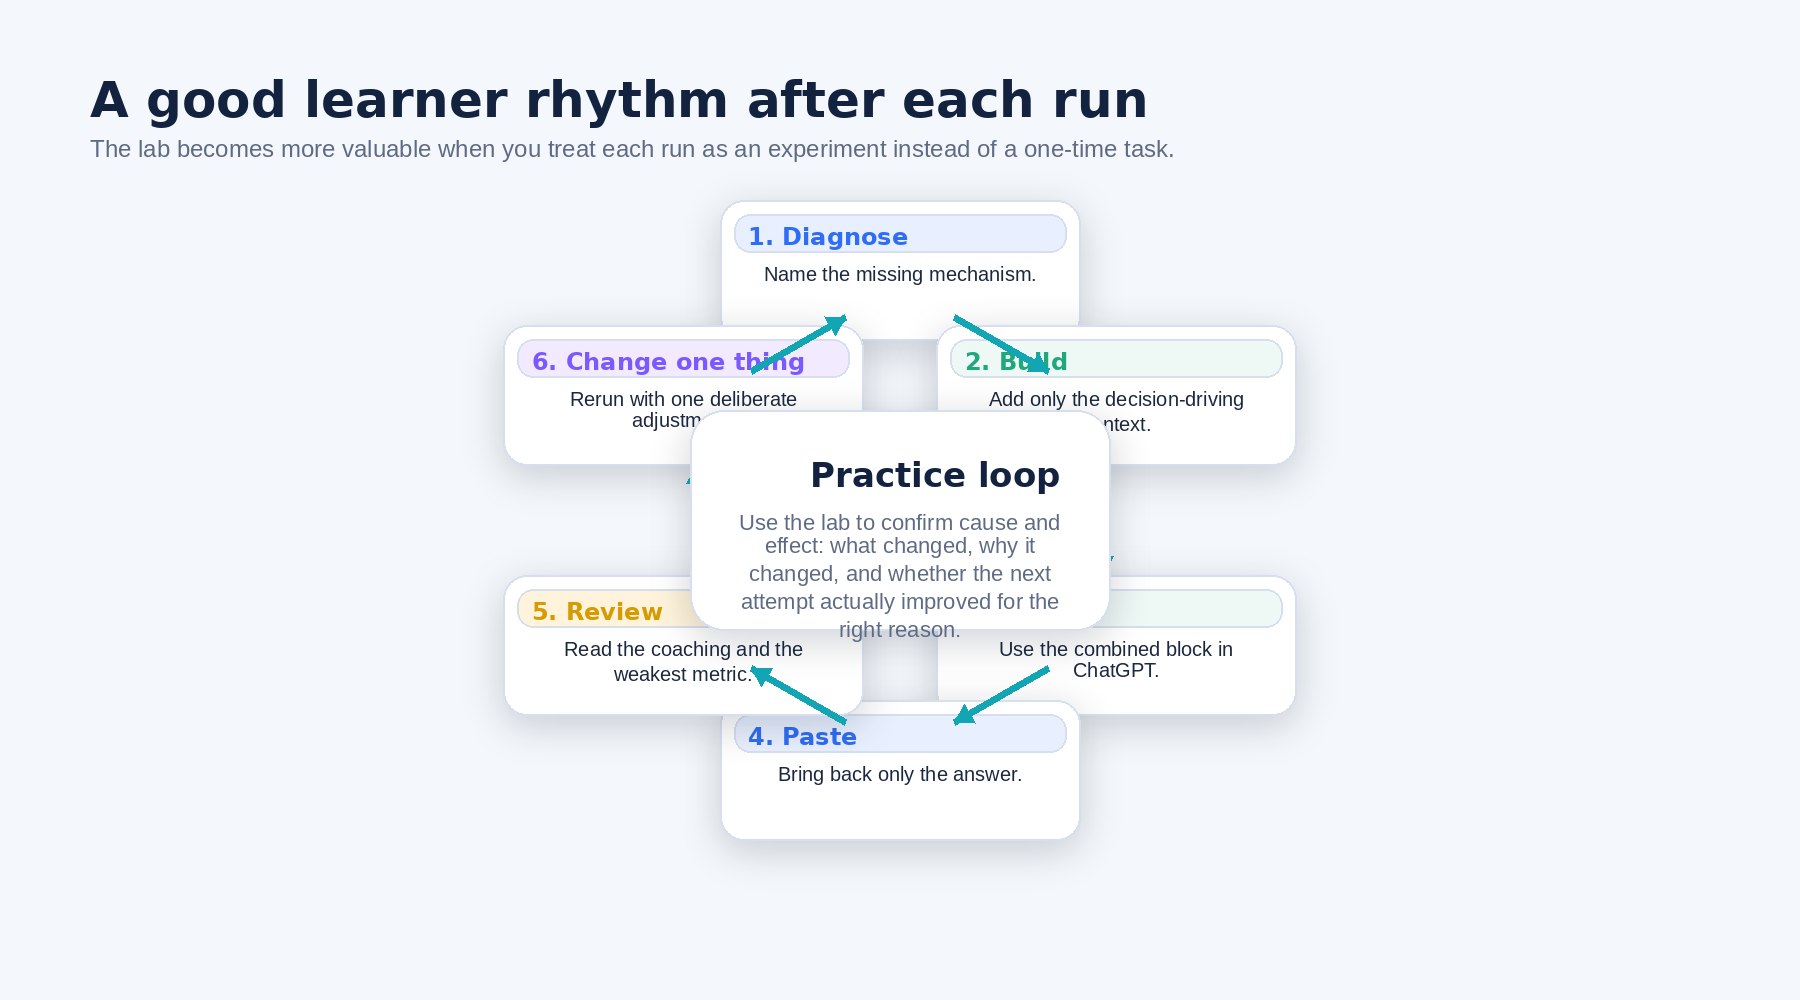 A good learner rhythm after each run
The lab becomes more valuable when you treat each run as an experiment instead of a one-time task.
1. Diagnose
Name the missing mechanism.
2. Build
Add only the decision-driving
ntext.
Use the combined block in
ChatGPT.
4. Paste
Bring back only the answer.
5. Review
Read the coaching and the
weakest metric.
6. Change one thing
Rerun with one deliberate
adjustm
Practice loop
Use the lab to confirm cause and
effect: what changed, why it
changed, and whether the next
attempt actually improved for the
right reason.